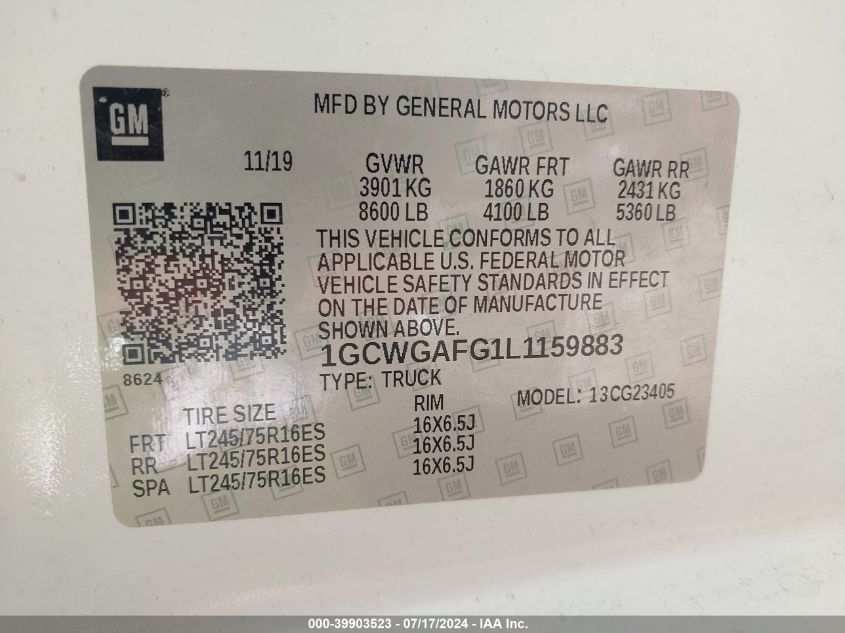 GM
MFD BY GENERAL MOTORS LLC
11/19 GVWR GAWR FRT GAWR RR
3901 KG 1860 KG 2431 KG
8600 LB 4100 LB 5360 LB
THIS VEHICLE CONFORMS TO ALL
APPLICABLE U.S. FEDERAL MOTOR
VEHICLE SAFETY STANDARDS IN EFFECT
ON THE DATE OF MANUFACTURE
SHOWN ABOVE.
1GCWGAFG1L1159883
8624
TYPE: TRUCK
MODEL: 13CG23405
TIRE SIZE RIM
FRT LT245/75R16ES 16X6.5J
RR LT245/75R16ES 16X6.5J
SPA LT245/75R16ES 16X6.5J
000-39903523 - 07/17/2024 - IAA Inc.